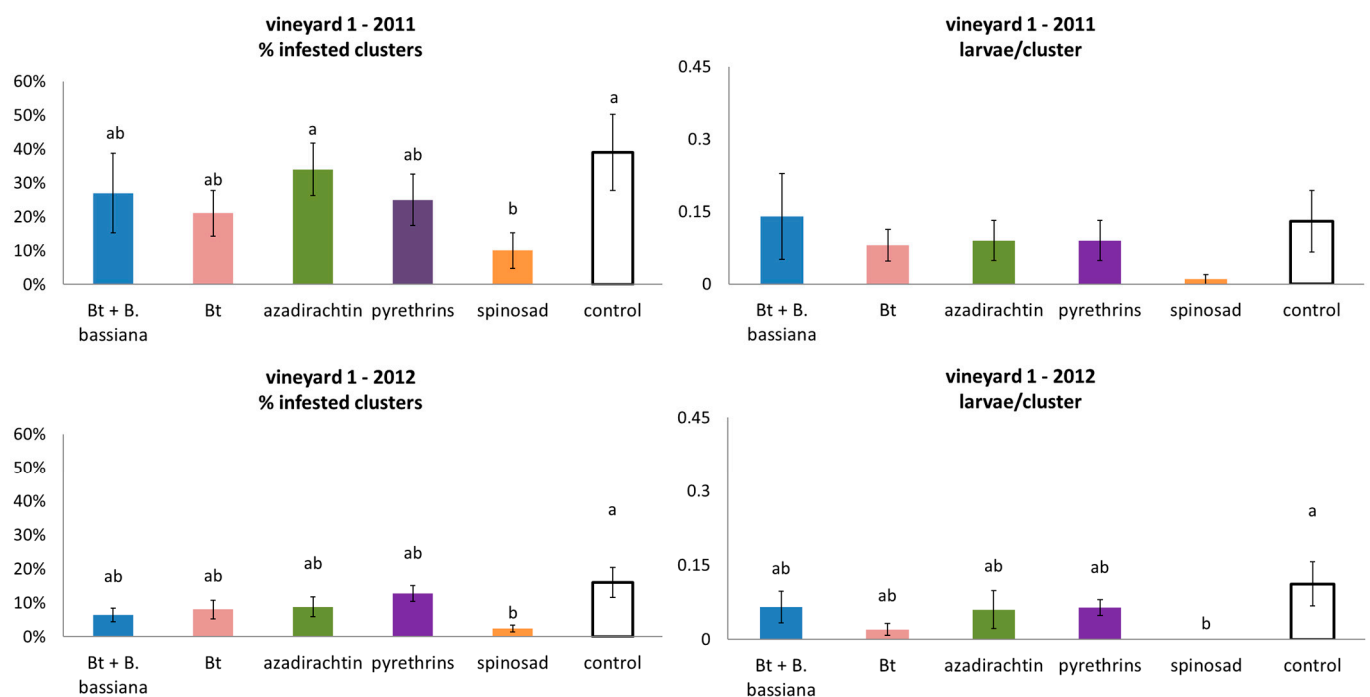 vineyard 1 - 2011
% infested clusters
60%
50%
40%
30%
20%
10%
0%
ab
ab
a
ab
b
a
Bt + B.
bassiana
Bt
azadirachtin
pyrethrins
spinosad
control
vineyard 1 - 2011
larvae/cluster
0.45
0.3
0.15
0
Bt + B.
bassiana
Bt
azadirachtin
pyrethrins
spinosad
control
vineyard 1 - 2012
% infested clusters
60%
50%
40%
30%
20%
10%
0%
ab
ab
ab
ab
b
a
Bt + B.
bassiana
Bt
azadirachtin
pyrethrins
spinosad
control
vineyard 1 - 2012
larvae/cluster
0.45
0.3
0.15
0
ab
ab
ab
ab
b
a
Bt + B.
bassiana
Bt
azadirachtin
pyrethrins
spinosad
control